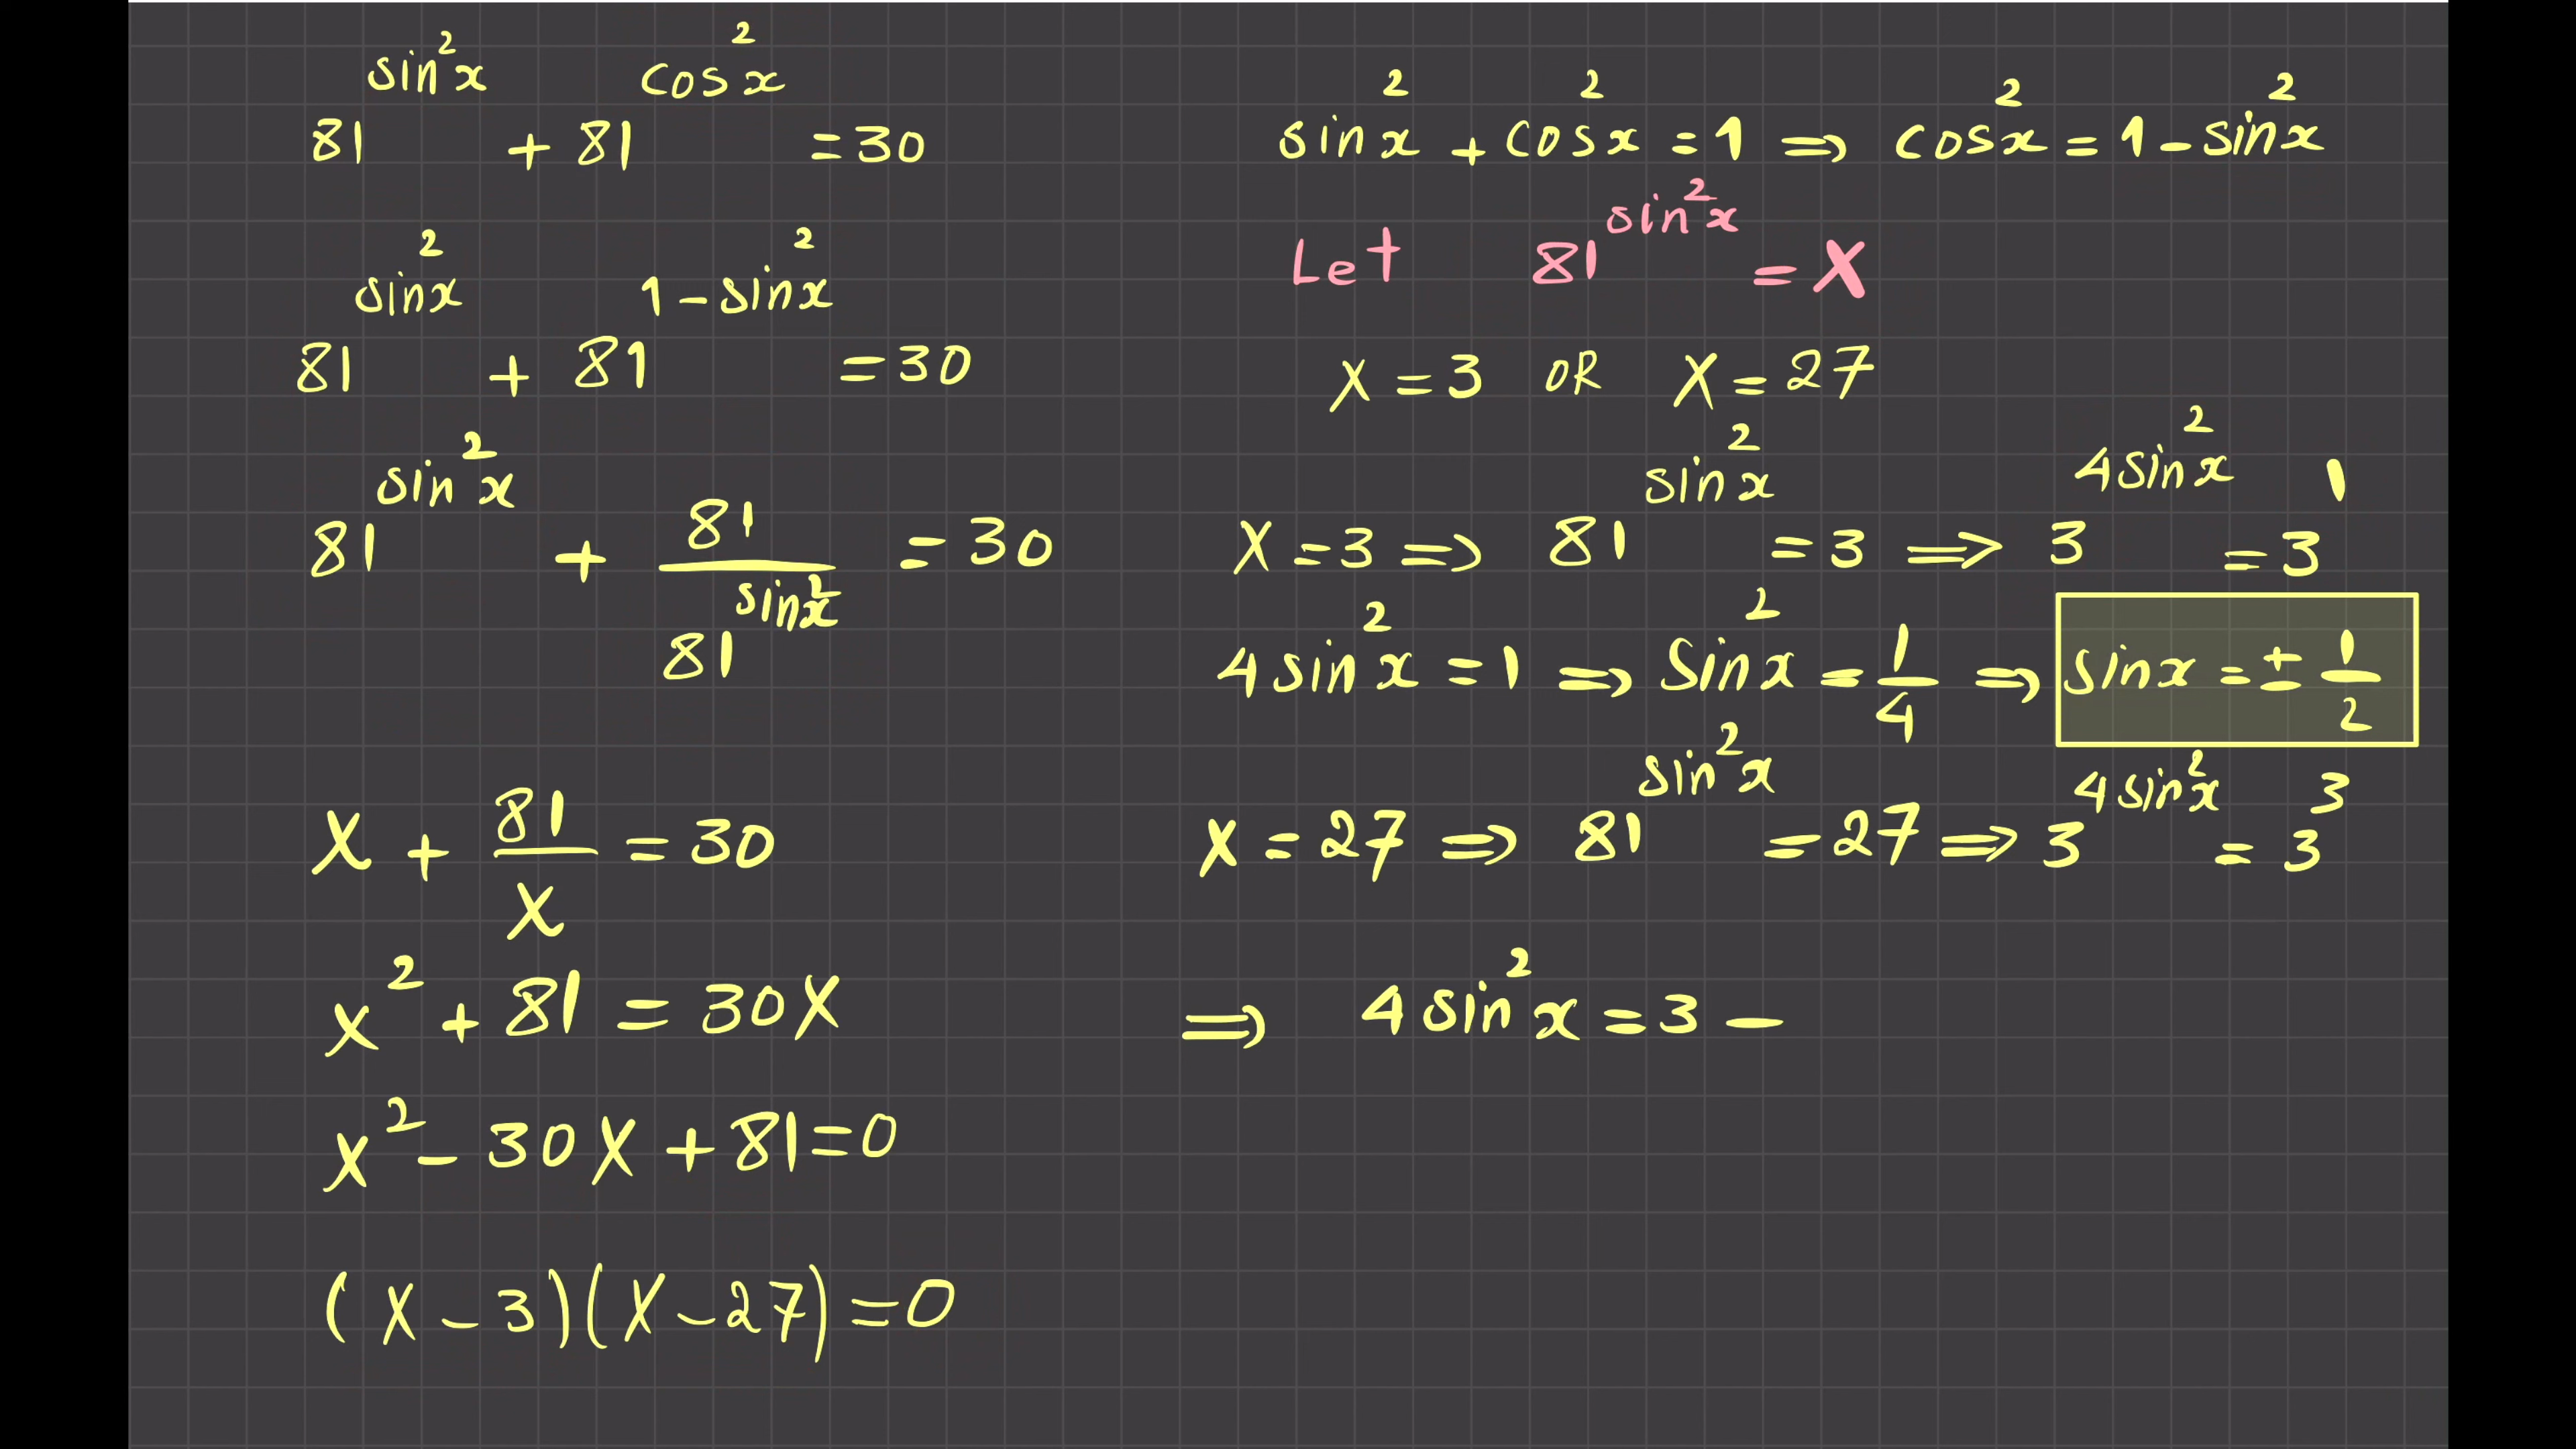 81^(sin²x) + 81^(cos²x) = 30
81^(sin²x) + 81^(1-sin²x) = 30
81^(sin²x) + 81/81^(sin²x) = 30
X + 81/X = 30
X² + 81 = 30X
X² - 30X + 81 = 0
(X - 3)(X - 27) = 0
sin²x + cos²x = 1 ⇒ cos²x = 1 - sin²x
Let 81^(sin²x) = X
X = 3 OR X = 27
X = 3 ⇒ 81^(sin²x) = 3 ⇒ 3^(4sin²x) = 3^1
4sin²x = 1 ⇒ sin²x = 1/4 ⇒ sinx = ± 1/2
X = 27 ⇒ 81^(sin²x) = 27 ⇒ 3^(4sin²x) = 3^3
⇒ 4sin²x = 3 –